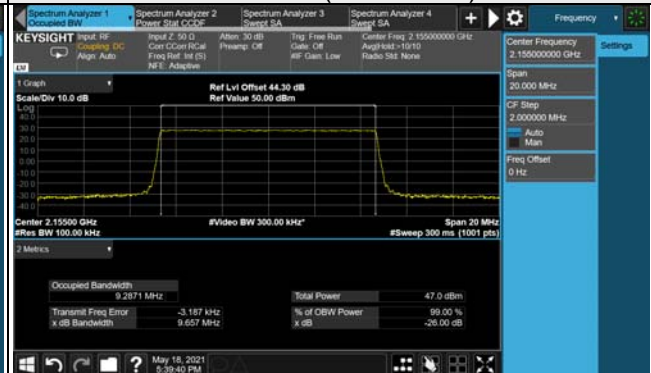 Spectrum Analyzer 1
Occupied BW
Spectrum Analyzer 2
Power Stat CCDF
Spectrum Analyzer 3
Swept SA
Spectrum Analyzer 4
Swept SA
Frequency
KEYSIGHT
Input: RF
Coupling: DC
Align: Auto
Input Z: 50 Ω
Corr CCorr RCal
Freq Ref: Int (S)
NFE: Adaptive
Atten: 30 dB
Preamp: Off
Trig: Free Run
Gate: Off
#IF Gain: Low
Center Freq: 2.155000000 GHz
Avg|Hold:>10/10
Radio Std: None
Center Frequency
2.155000000 GHz
Settings
Span
20.000 MHz
CF Step
2.000000 MHz
Auto
Man
Freq Offset
0 Hz
1 Graph
Scale/Div 10.0 dB
Ref Lvl Offset 44.30 dB
Ref Value 50.00 dBm
Log
40.0
30.0
20.0
10.0
0.00
-10.0
-20.0
-30.0
-40.0
Center 2.15500 GHz
#Video BW 300.00 kHz*
Span 20 MHz
#Res BW 100.00 kHz
#Sweep 300 ms (1001 pts)
2 Metrics
Occupied Bandwidth
9.2871 MHz
Total Power
47.0 dBm
Transmit Freq Error
-3.187 kHz
% of OBW Power
99.00 %
x dB Bandwidth
9.657 MHz
x dB
-26.00 dB
?
May 18, 2021
5:39:40 PM